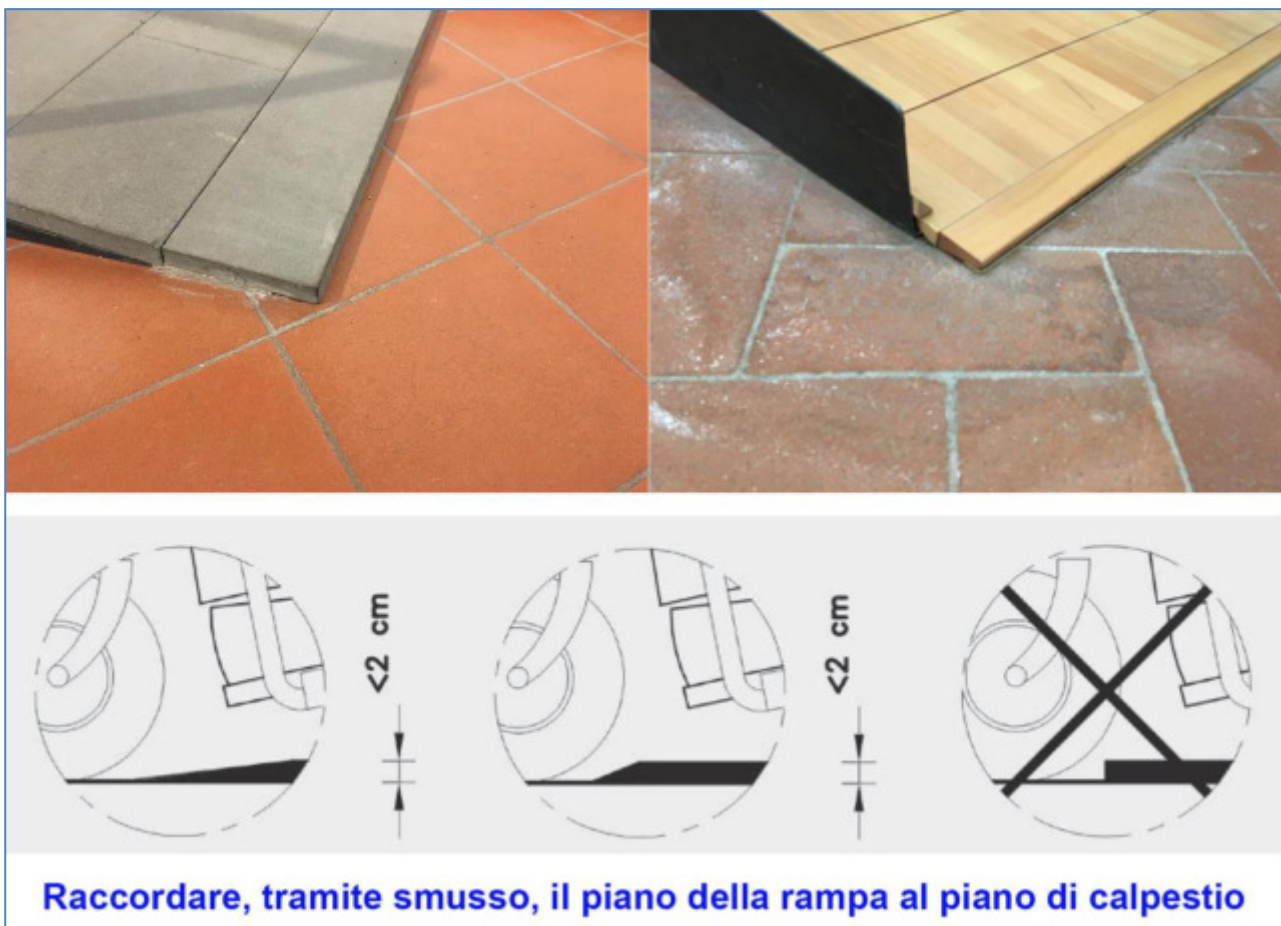 <2 cm
<2 cm
Raccordare, tramite smusso, il piano della rampa al piano di calpestio